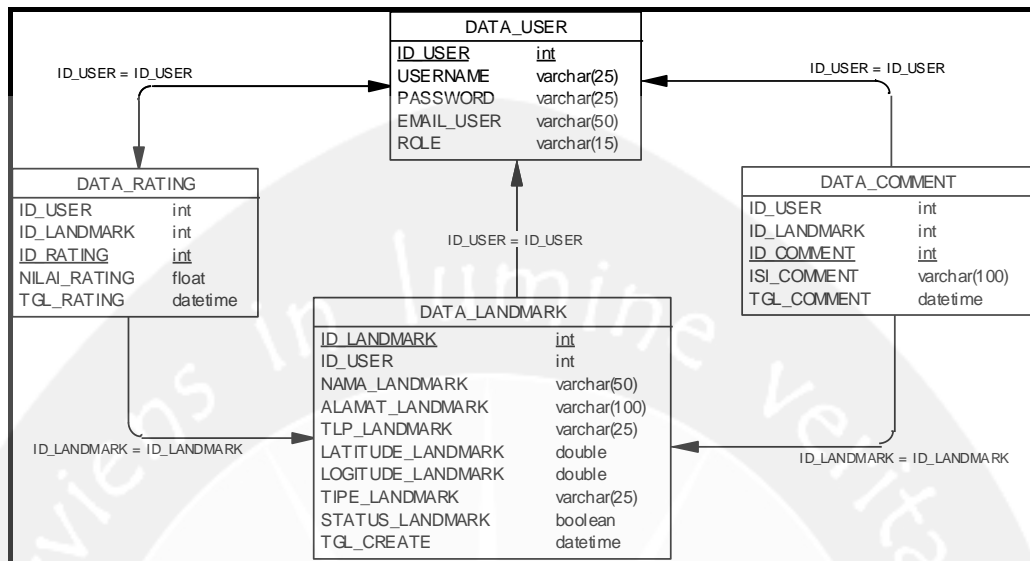 DATA_USER
ID_USER int
USERNAME varchar(25)
PASSWORD varchar(25)
EMAIL_USER varchar(50)
ROLE varchar(15)
ID_USER = ID_USER
ID_USER = ID_USER
DATA_RATING
ID_USER int
ID_LANDMARK int
ID_RATING int
NILAI_RATING float
TGL_RATING datetime
DATA_COMMENT
ID_USER int
ID_LANDMARK int
ID_COMMENT int
ISI_COMMENT varchar(100)
TGL_COMMENT datetime
ID_USER = ID_USER
DATA_LANDMARK
ID_LANDMARK int
ID_USER int
NAMA_LANDMARK varchar(50)
ALAMAT_LANDMARK varchar(100)
TLP_LANDMARK varchar(25)
LATITUDE_LANDMARK double
LOGITUDE_LANDMARK double
TIPE_LANDMARK varchar(25)
STATUS_LANDMARK boolean
TGL_CREATE datetime
ID_LANDMARK = ID_LANDMARK
ID_LANDMARK = ID_LANDMARK
in lumine